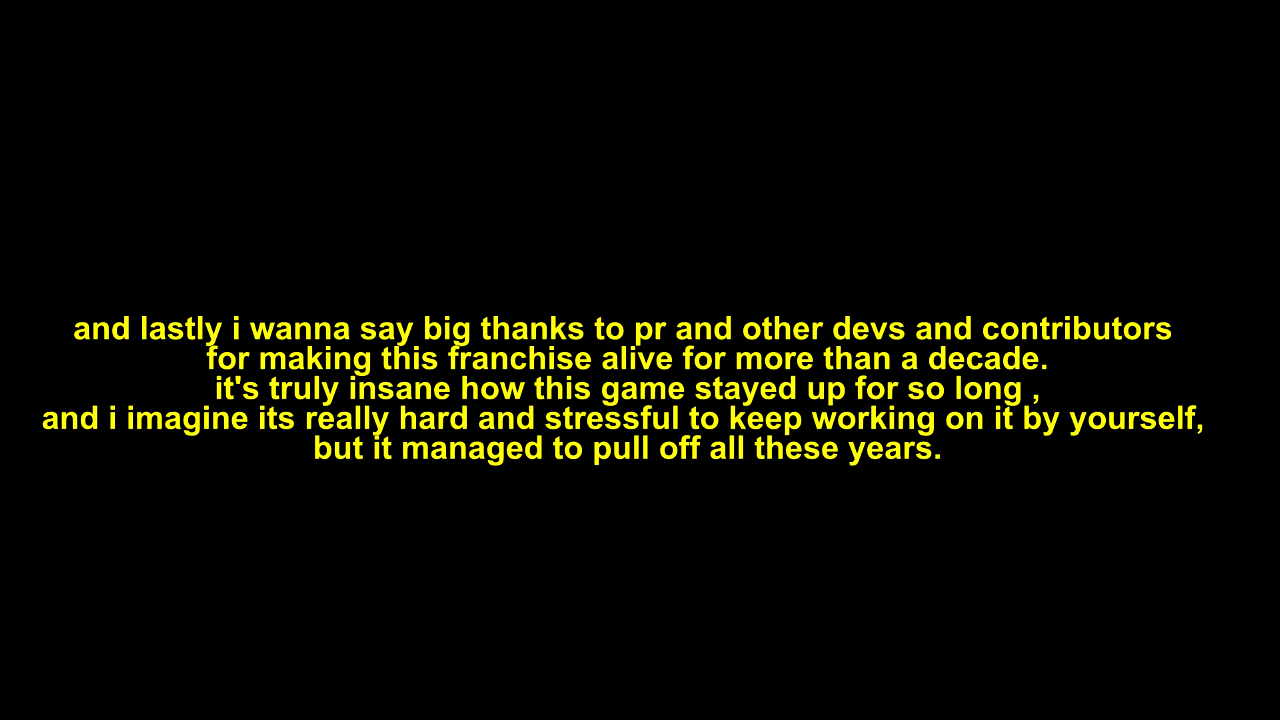 and lastly i wanna say big thanks to pr and other devs and contributors
for making this franchise alive for more than a decade.
it's truly insane how this game stayed up for so long ,
and i imagine its really hard and stressful to keep working on it by yourself,
but it managed to pull off all these years.